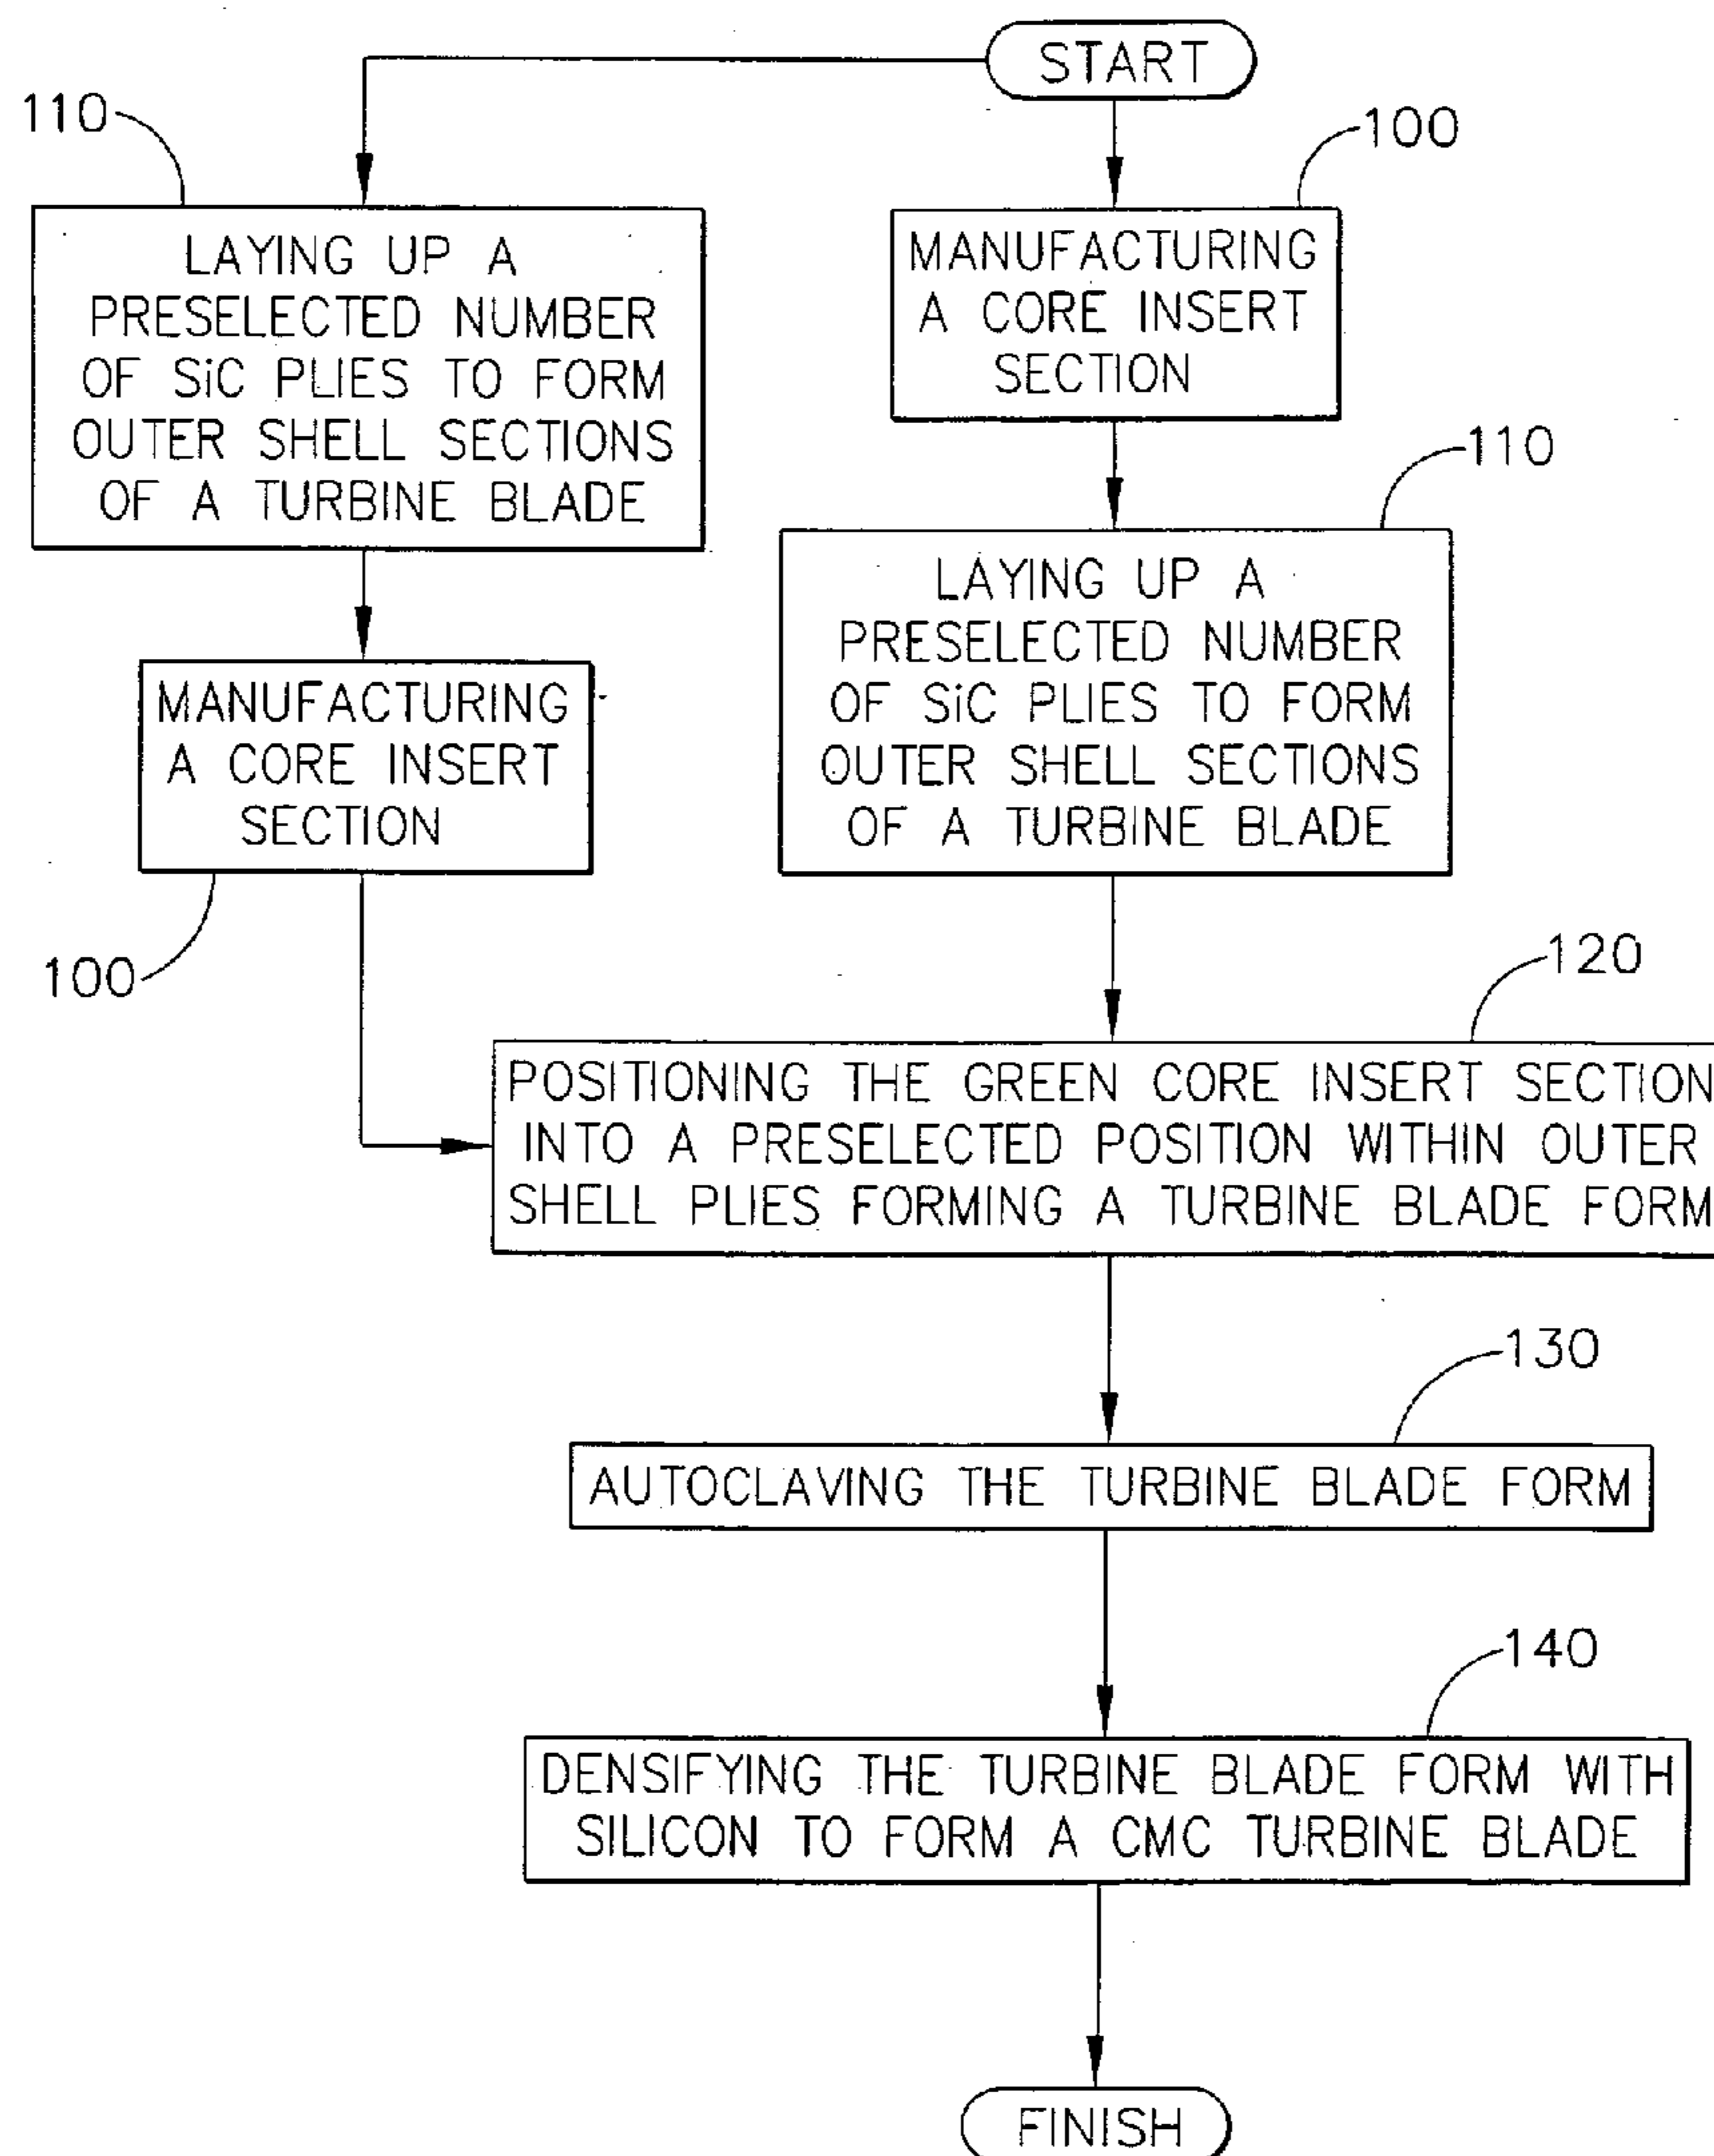 START
110
100
LAYING UP A
PRESELECTED NUMBER
OF SiC PLIES TO FORM
OUTER SHELL SECTIONS
OF A TURBINE BLADE
MANUFACTURING
A CORE INSERT
SECTION
110
MANUFACTURING
A CORE INSERT
SECTION
100
LAYING UP A
PRESELECTED NUMBER
OF SiC PLIES TO FORM
OUTER SHELL SECTIONS
OF A TURBINE BLADE
120
POSITIONING THE GREEN CORE INSERT SECTION
INTO A PRESELECTED POSITION WITHIN OUTER
SHELL PLIES FORMING A TURBINE BLADE FORM
130
AUTOCLAVING THE TURBINE BLADE FORM
140
DENSIFYING THE TURBINE BLADE FORM WITH
SILICON TO FORM A CMC TURBINE BLADE
FINISH